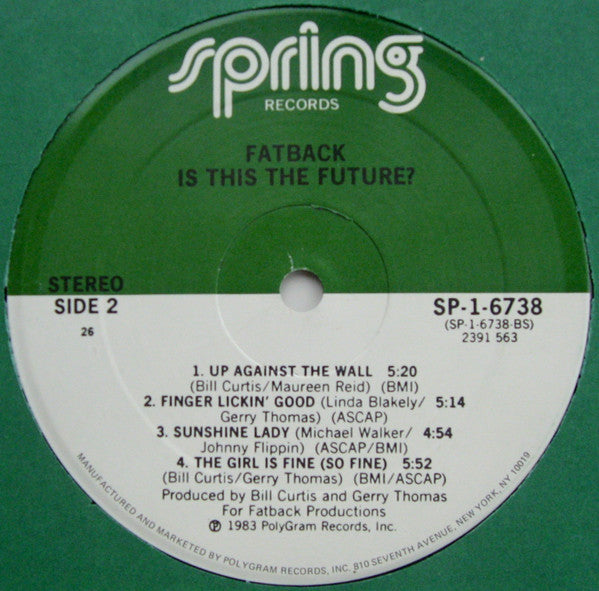 spring
RECORDS
FATBACK
IS THIS THE FUTURE?
STEREO
SIDE 2
26
SP-1-6738
(SP-1-6738-BS)
2391 563
1. UP AGAINST THE WALL 5:20
(Bill Curtis/Maureen Reid) (BMI)
2. FINGER LICKIN' GOOD (Linda Blakely/ 5:14
Gerry Thomas) (ASCAP)
3. SUNSHINE LADY (Michael Walker/ 4:54
Johnny Flippin) (ASCAP/BMI)
4. THE GIRL IS FINE (SO FINE) 5:52
(Bill Curtis/Gerry Thomas) (BMI/ASCAP)
Produced by Bill Curtis and Gerry Thomas
For Fatback Productions
℗ 1983 PolyGram Records, Inc.
MANUFACTURED AND MARKETED BY POLYGRAM RECORDS, INC. 810 SEVENTH AVENUE, NEW YORK, NY 10019